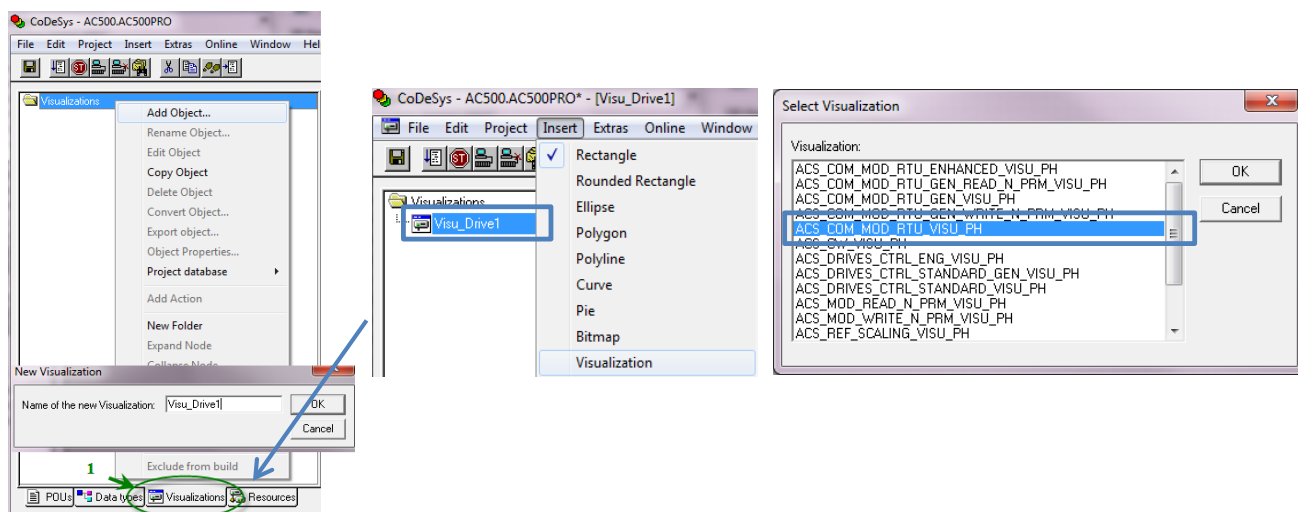 CoDeSys - AC500.AC500PRO
File Edit Project Insert Extras Online Window Hel
Visualizations
Add Object...
Rename Object...
Edit Object
Copy Object
Delete Object
Convert Object...
Export object...
Object Properties...
Project database
Add Action
New Folder
Expand Node
Collapse Node
New Visualization
Name of the new Visualization: Visu_Drive1
OK
Cancel
1
Exclude from build
POUs Data types Visualizations Resources
CoDeSys - AC500.AC500PRO* - [Visu_Drive1]
File Edit Project Insert Extras Online Window
Visualizations
Visu_Drive1
Rectangle
Rounded Rectangle
Ellipse
Polygon
Polyline
Curve
Pie
Bitmap
Visualization
Select Visualization
Visualization:
ACS_COM_MOD_RTU_ENHANCED_VISU_PH
ACS_COM_MOD_RTU_GEN_READ_N_PRM_VISU_PH
ACS_COM_MOD_RTU_GEN_VISU_PH
ACS_COM_MOD_RTU_GEN_WRITE_N_PRM_VISU_PH
ACS_COM_MOD_RTU_VISU_PH
ACS_CW_VISU_PH
ACS_DRIVES_CTRL_ENG_VISU_PH
ACS_DRIVES_CTRL_STANDARD_GEN_VISU_PH
ACS_DRIVES_CTRL_STANDARD_VISU_PH
ACS_MOD_READ_N_PRM_VISU_PH
ACS_MOD_WRITE_N_PRM_VISU_PH
ACS_REF_SCALING_VISU_PH
OK
Cancel